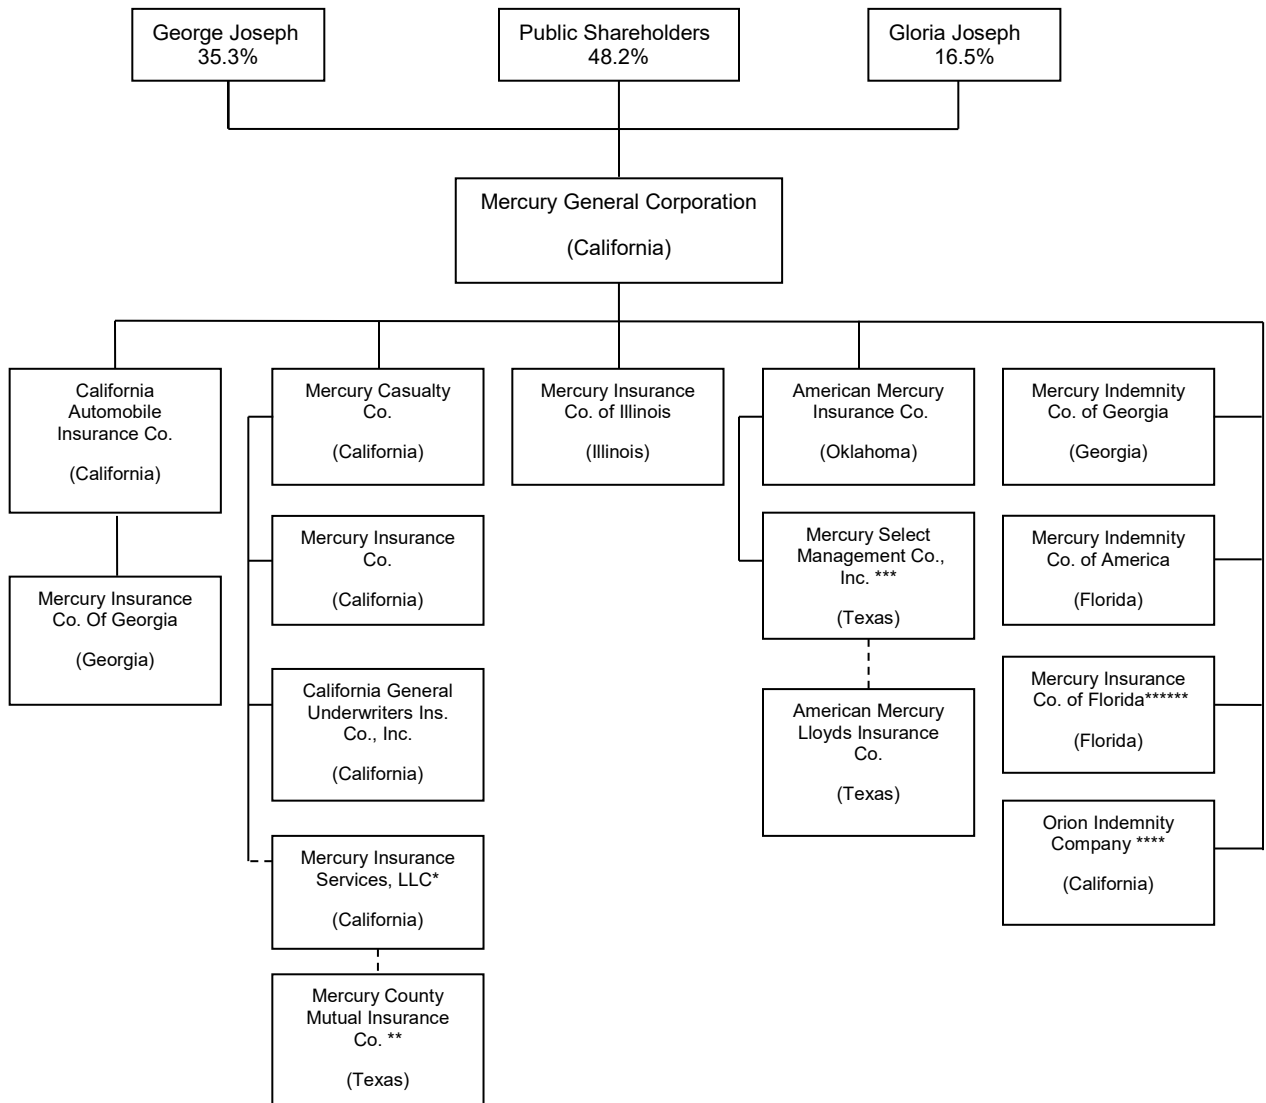 George Joseph
35.3%
Public Shareholders
48.2%
Gloria Joseph
16.5%
Mercury General Corporation
(California)
California
Automobile
Insurance Co.
(California)
Mercury Insurance
Co. Of Georgia
(Georgia)
Mercury Casualty
Co.
(California)
Mercury Insurance
Co.
(California)
California General
Underwriters Ins.
Co., Inc.
(California)
Mercury Insurance
Services, LLC*
(California)
Mercury County
Mutual Insurance
Co. **
(Texas)
Mercury Insurance
Co. of Illinois
(Illinois)
American Mercury
Insurance Co.
(Oklahoma)
Mercury Select
Management Co.,
Inc. ***
(Texas)
American Mercury
Lloyds Insurance
Co.
(Texas)
Mercury Indemnity
Co. of Georgia
(Georgia)
Mercury Indemnity
Co. of America
(Florida)
Mercury Insurance
Co. of Florida******
(Florida)
Orion Indemnity
Company ****
(California)